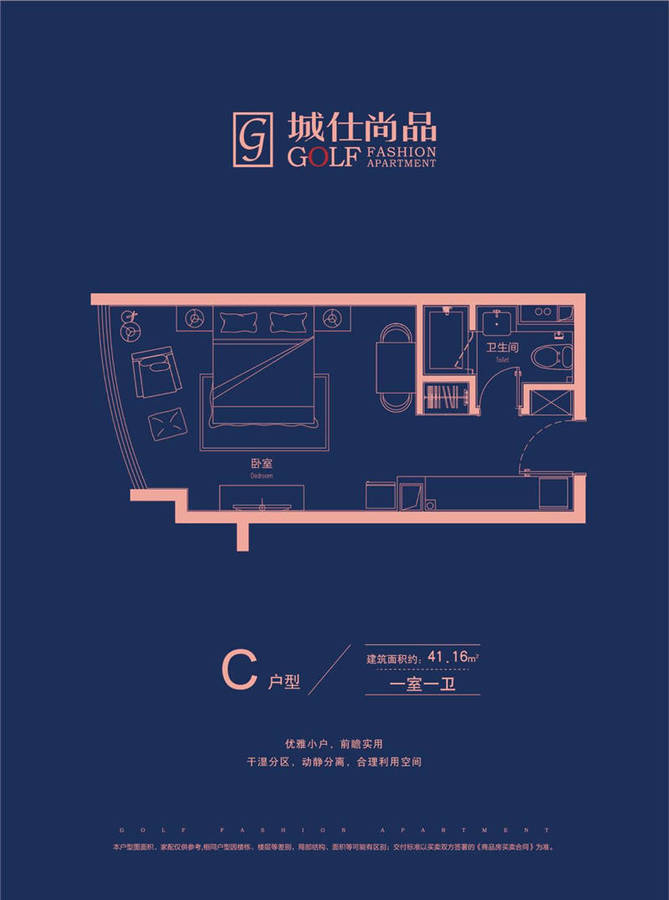 G
城仕尚品
GOLF FASHION APARTMENT
卫生间
Toilet
卧室
Dedroom
C 户型
建筑面积约：41.16m²
一室一卫
优雅小户，前瞻实用
干湿分区，动静分离，合理利用空间
GOLF FASHION APARTMENT
本户型图面积、家配仅供参考,相同户型因楼栋、楼层等差别、局部结构、面积等可能有区别；交付标准以买卖双方签署的《商品房买卖合同》为准。